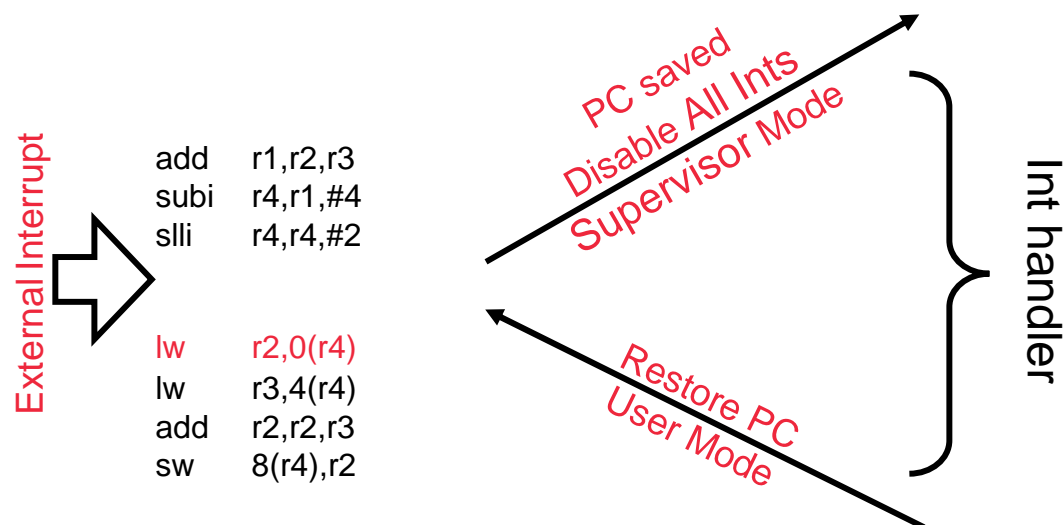 External Interrupt
add r1,r2,r3
subi r4,r1,#4
slli r4,r4,#2
lw r2,0(r4)
lw r3,4(r4)
add r2,r2,r3
sw 8(r4),r2
PC saved
Disable All Ints
Supervisor Mode
Restore PC
User Mode
Int handler